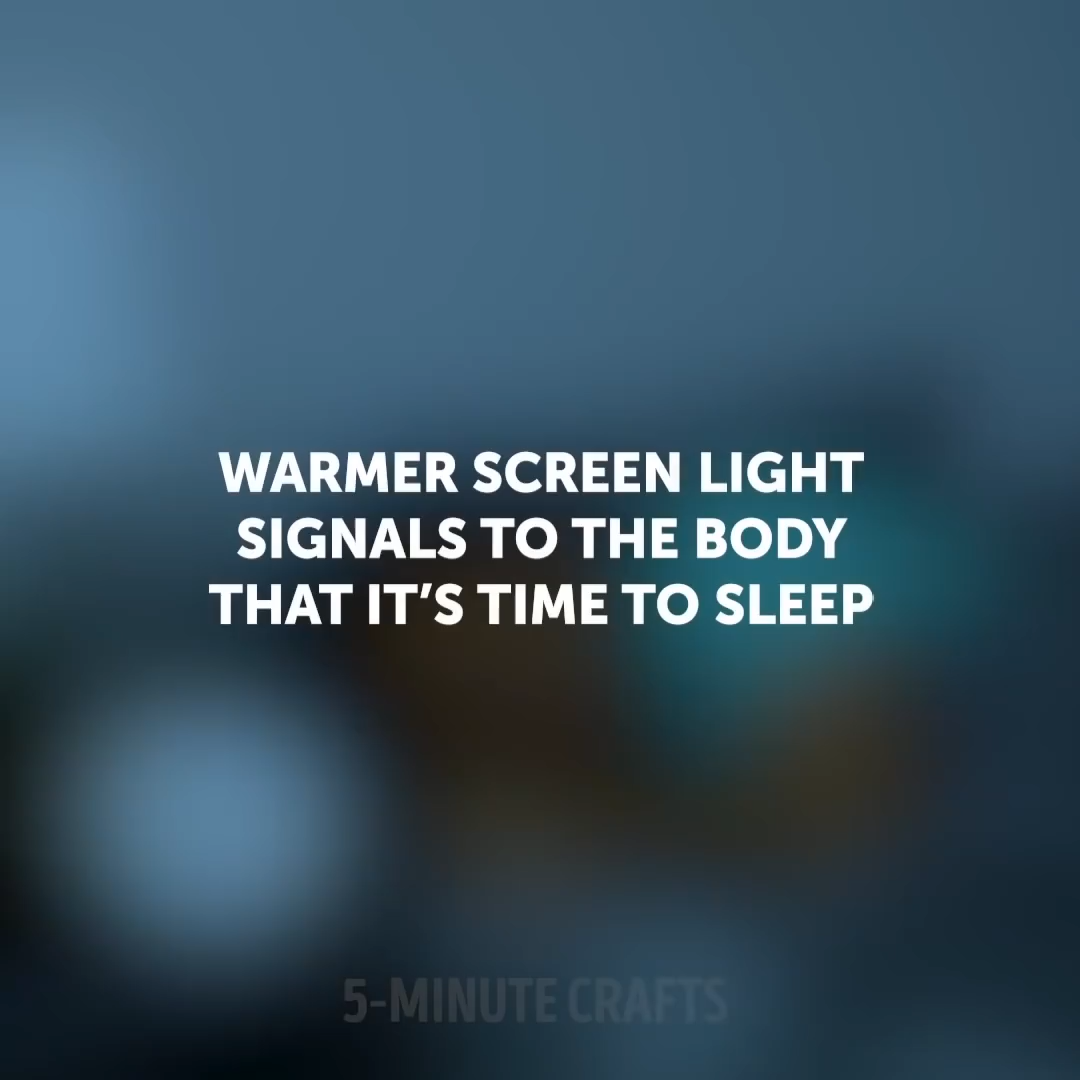 WARMER SCREEN LIGHT
SIGNALS TO THE BODY
THAT IT’S TIME TO SLEEP
5-MINUTE CRAFTS